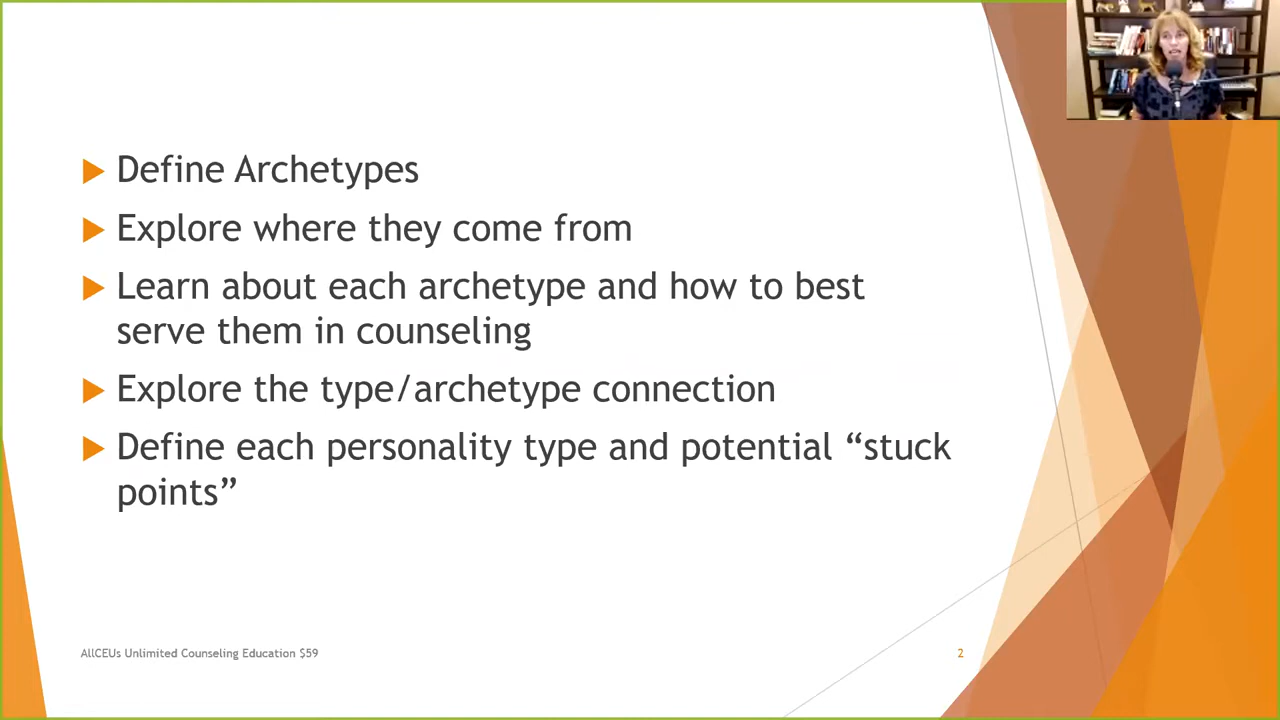 Define Archetypes
Explore where they come from
Learn about each archetype and how to best
serve them in counseling
Explore the type/archetype connection
Define each personality type and potential “stuck
points”
AllCEUs Unlimited Counseling Education $59
2